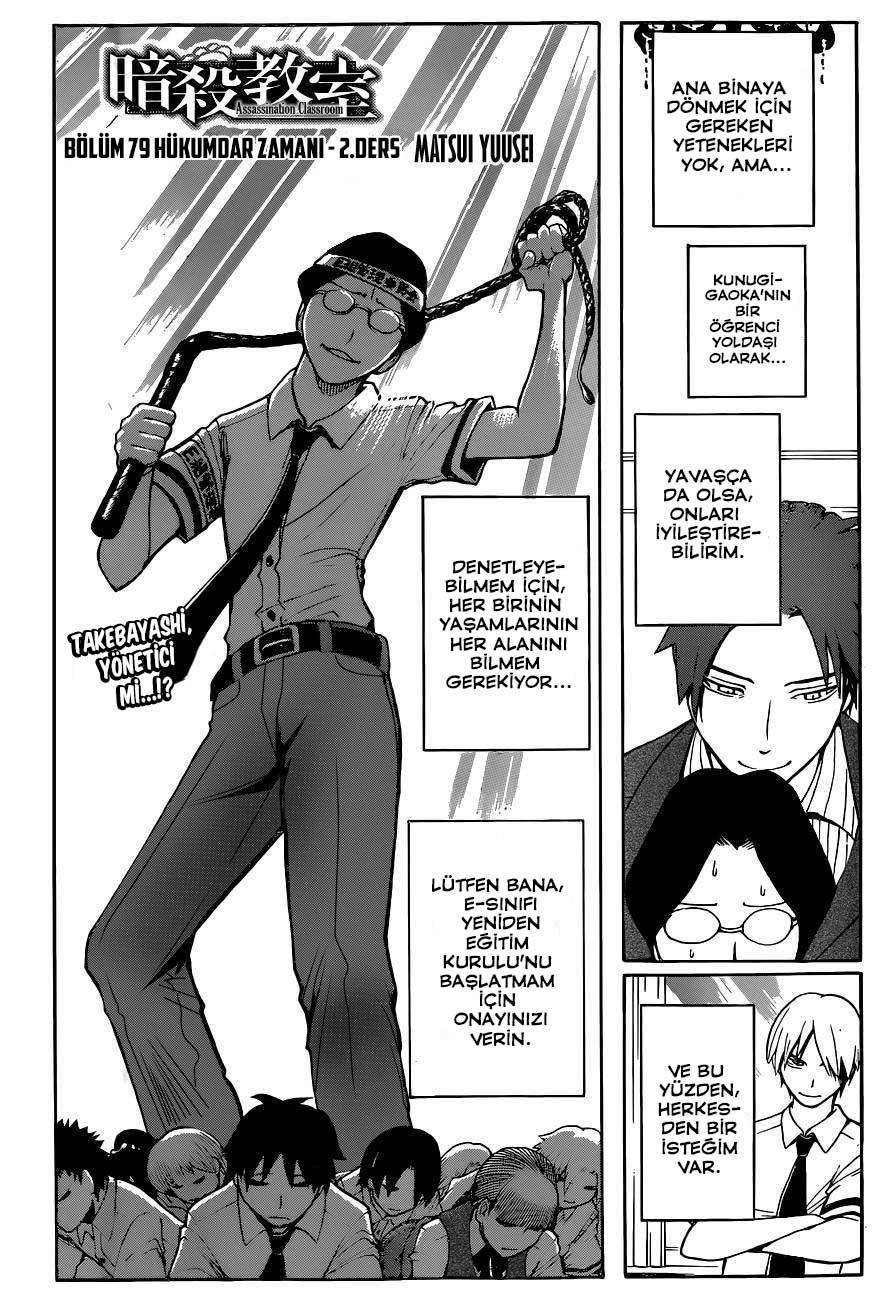 ANA BİNAYA
DÖNMEK İÇİN
GEREKEN
YETENEKLERİ
YOK, AMA...
KUNUGİ-
GAOKA'NIN
BİR
ÖĞRENCİ
YOLDAŞI
OLARAK...
YAVAŞÇA
DA OLSA,
ONLARI
İYİLEŞTİRE-
BİLİRİM.
VE BU
YÜZDEN,
HERKES-
DEN BİR
İSTEĞİM
VAR.
暗殺教室
Assassination Classroom
BÖLÜM 79 HÜKUMDAR ZAMANI - 2.DERS
MATSUI YUUSEI
DENETLEYE-
BİLMEM İÇİN,
HER BİRİNİN
YAŞAMLARININ
HER ALANINI
BİLMEM
GEREKİYOR...
TAKEBAYASHİ,
YÖNETİCİ
Mİ...!?
LÜTFEN BANA,
E-SINIFI
YENİDEN
EĞİTİM
KURULU'NU
BAŞLATMAM
İÇİN
ONAYINIZI
VERİN.